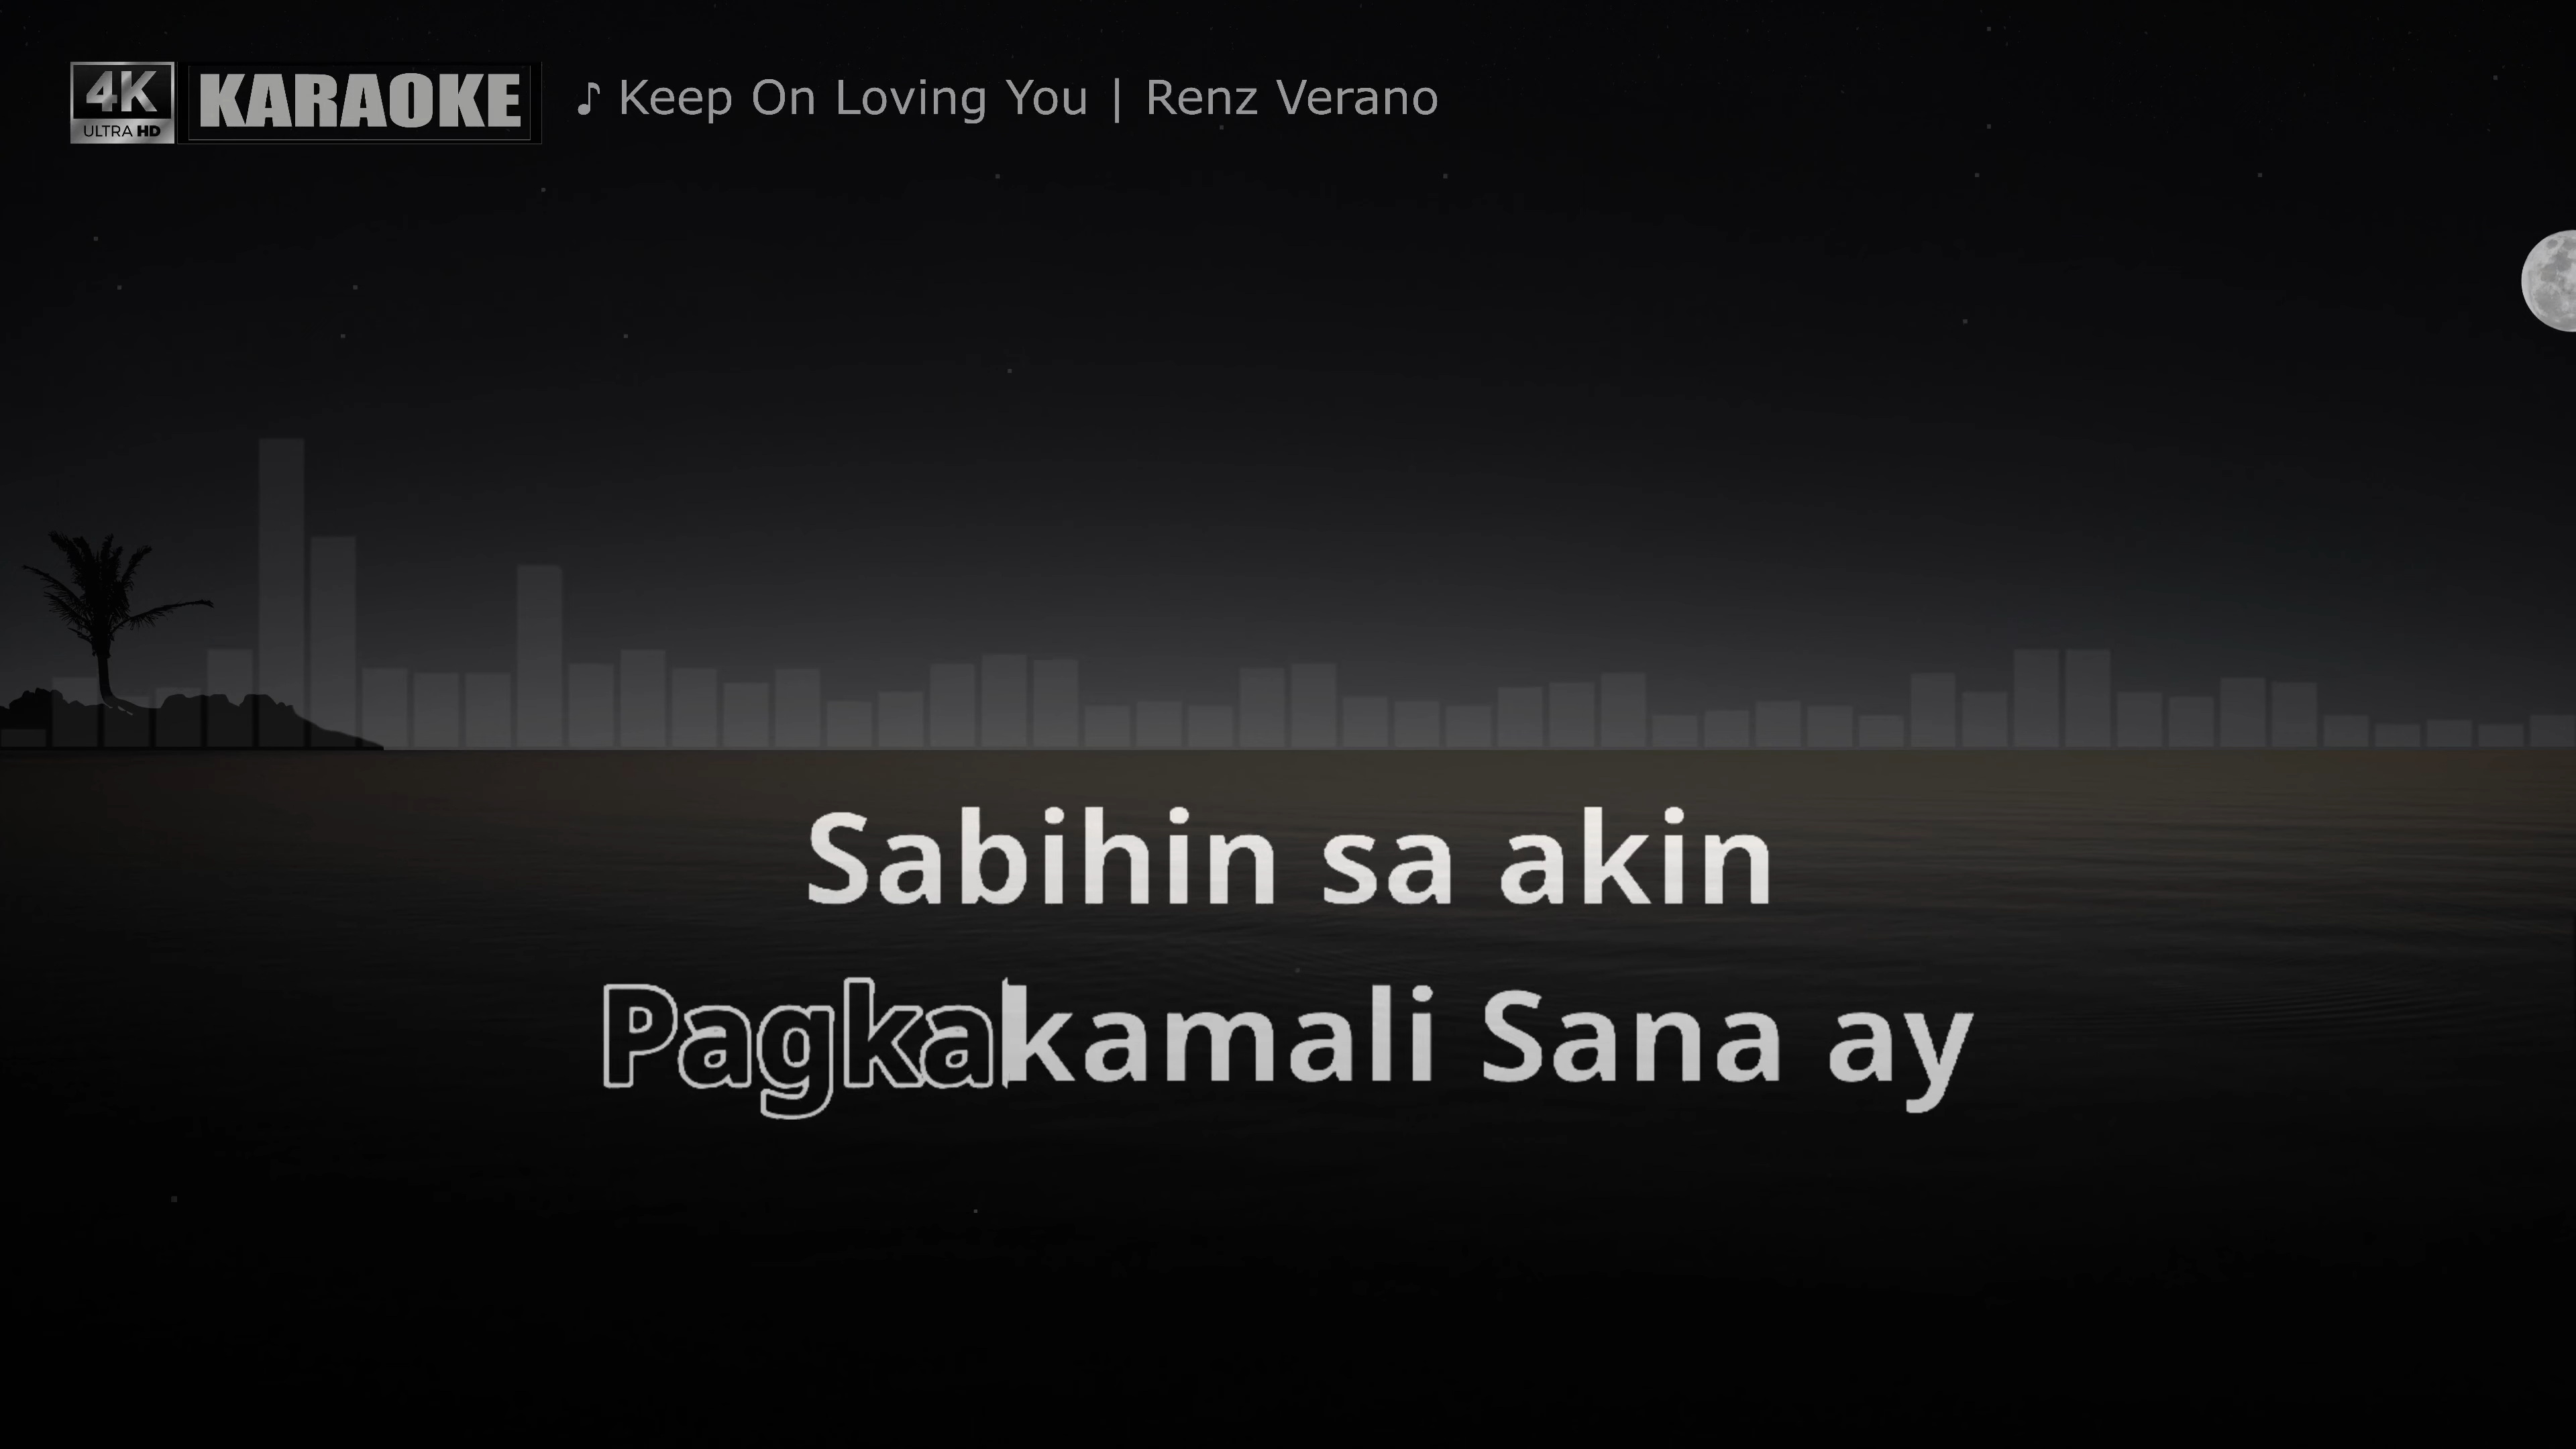 4K
ULTRA HD
KARAOKE
♪ Keep On Loving You | Renz Verano
Sabihin sa akin
Pagkakamali Sana ay